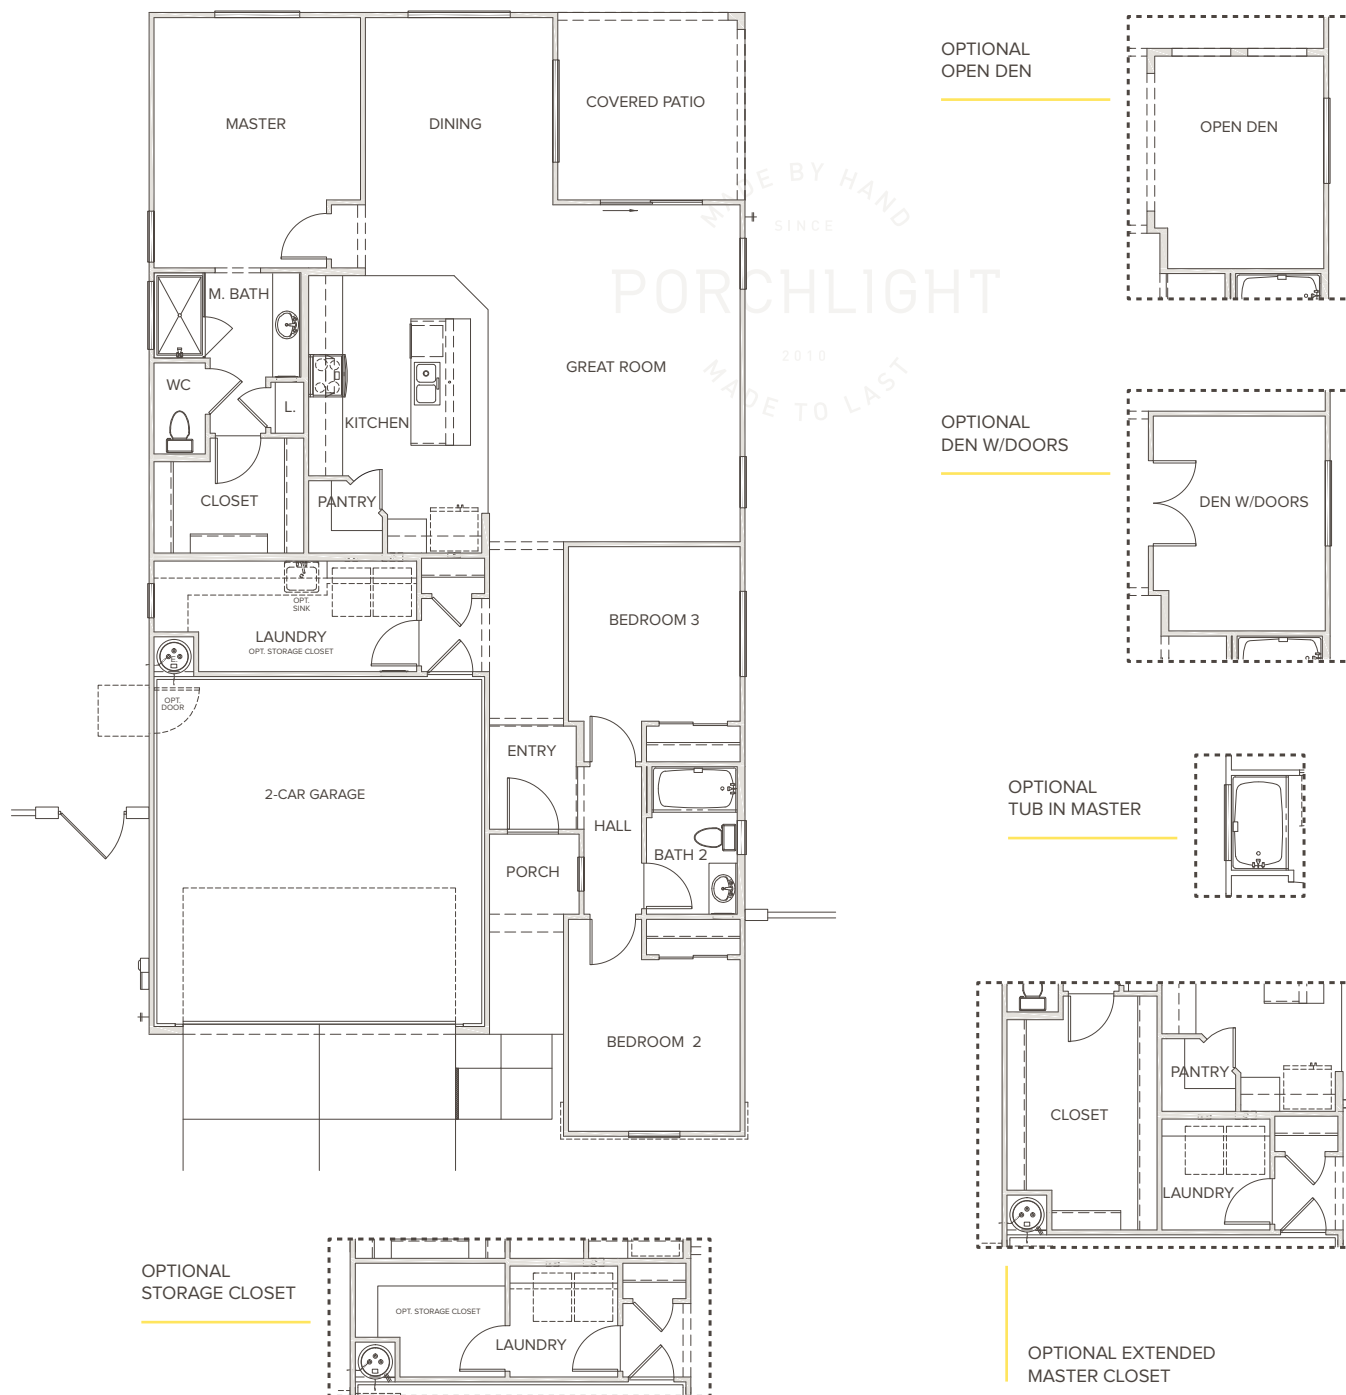 OPTIONAL
OPEN DEN
COVERED PATIO
MASTER
DINING
OPEN DEN
MADE BY HAND
SINCE
PORCHLIGHT
2010
MADE TO LAST
M. BATH
GREAT ROOM
WC
L.
KITCHEN
OPTIONAL
DEN W/DOORS
CLOSET
PANTRY
DEN W/DOORS
OPT.
SINK
BEDROOM 3
LAUNDRY
OPT. STORAGE CLOSET
E
OPT.
DOOR
ENTRY
2-CAR GARAGE
HALL
BATH 2
PORCH
OPTIONAL
TUB IN MASTER
BEDROOM 2
PANTRY
CLOSET
LAUNDRY
OPTIONAL
STORAGE CLOSET
OPT. STORAGE CLOSET
LAUNDRY
OPTIONAL EXTENDED
MASTER CLOSET